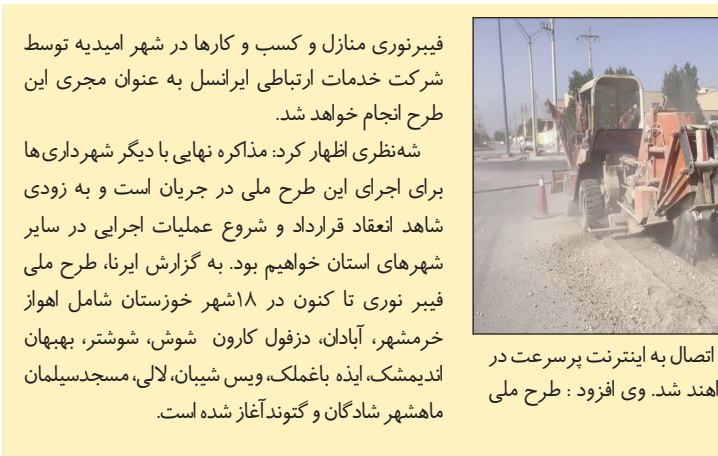 اتصال به اینترنت پرسرعت در
شد. وی افزود : طرح ملی
فیبرنوری منازل و کسب و کارها در شهر امیدیه توسط
شرکت خدمات ارتباطی ایرانسل به عنوان مجری این
طرح انجام خواهد شد.
شه‌نظری اظهار کرد: مذاکره نهایی با دیگر شهرداری‌ها
برای اجرای این طرح ملی در جریان است و به زودی
شاهد انعقاد قرارداد و شروع عملیات اجرایی در سایر
شهرهای استان خواهیم بود. به گزارش ایرنا، طرح ملی
فیبر نوری تا کنون در ۱۸شهر خوزستان شامل اهواز
خرمشهر، آبادان، دزفول کارون شوش، شوشتر، بهبهان
اندیمشک، ایذه باغملک، ویس شیبان، لالی، مسجدسیلمان
ماهشهر شادگان و گتوند آغاز شده است.